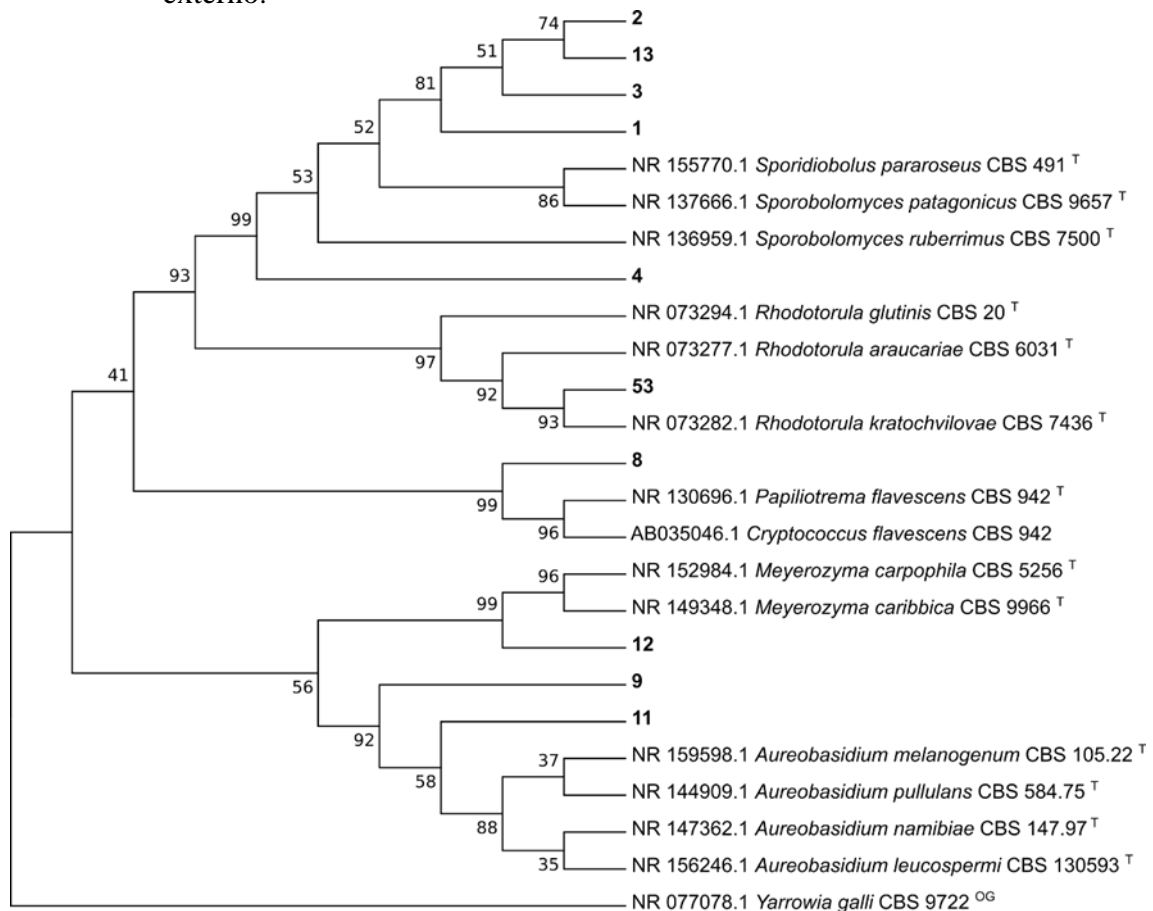 externo.
74
2
13
51
3
81
1
52
NR 155770.1 Sporidiobolus pararoseus CBS 491 T
86
NR 137666.1 Sporobolomyces patagonicus CBS 9657 T
53
NR 136959.1 Sporobolomyces ruberrimus CBS 7500 T
99
4
93
NR 073294.1 Rhodotorula glutinis CBS 20 T
97
NR 073277.1 Rhodotorula araucariae CBS 6031 T
92
53
93
NR 073282.1 Rhodotorula kratochvilovae CBS 7436 T
41
8
99
NR 130696.1 Papiliotrema flavescens CBS 942 T
96
AB035046.1 Cryptococcus flavescens CBS 942
96
NR 152984.1 Meyerozyma carpophila CBS 5256 T
99
NR 149348.1 Meyerozyma caribbica CBS 9966 T
12
56
9
92
11
58
37
NR 159598.1 Aureobasidium melanogenum CBS 105.22 T
NR 144909.1 Aureobasidium pullulans CBS 584.75 T
88
NR 147362.1 Aureobasidium namibiae CBS 147.97 T
35
NR 156246.1 Aureobasidium leucospermi CBS 130593 T
NR 077078.1 Yarrowia galli CBS 9722 OG